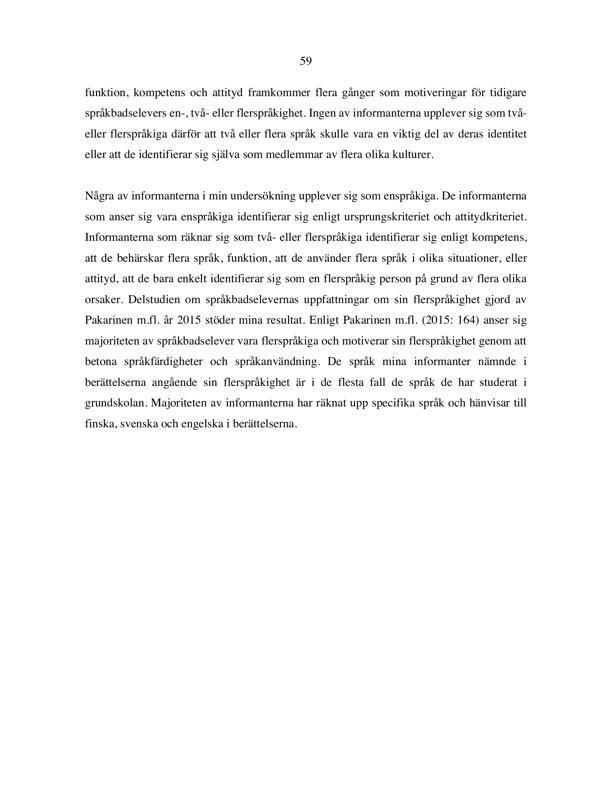 59
funktion, kompetens och attityd framkommer flera gånger som motiveringar för tidigare
språkbadselevers en-, två- eller flerspråkighet. Ingen av informanterna upplever sig som två-
eller flerspråkiga därför att två eller flera språk skulle vara en viktig del av deras identitet
eller att de identifierar sig själva som medlemmar av flera olika kulturer.
Några av informanterna i min undersökning upplever sig som enspråkiga. De informanterna
som anser sig vara enspråkiga identifierar sig enligt ursprungskriteriet och attitydkriteriet.
Informanterna som räknar sig som två- eller flerspråkiga identifierar sig enligt kompetens,
att de behärskar flera språk, funktion, att de använder flera språk i olika situationer, eller
attityd, att de bara enkelt identifierar sig som en flerspråkig person på grund av flera olika
orsaker. Delstudien om språkbadselevernas uppfattningar om sin flerspråkighet gjord av
Pakarinen m.fl. år 2015 stöder mina resultat. Enligt Pakarinen m.fl. (2015: 164) anser sig
majoriteten av språkbadselever vara flerspråkiga och motiverar sin flerspråkighet genom att
betona språkfärdigheter och språkanvändning. De språk mina informanter nämnde i
berättelserna angående sin flerspråkighet är i de flesta fall de språk de har studerat i
grundskolan. Majoriteten av informanterna har räknat upp specifika språk och hänvisar till
finska, svenska och engelska i berättelserna.